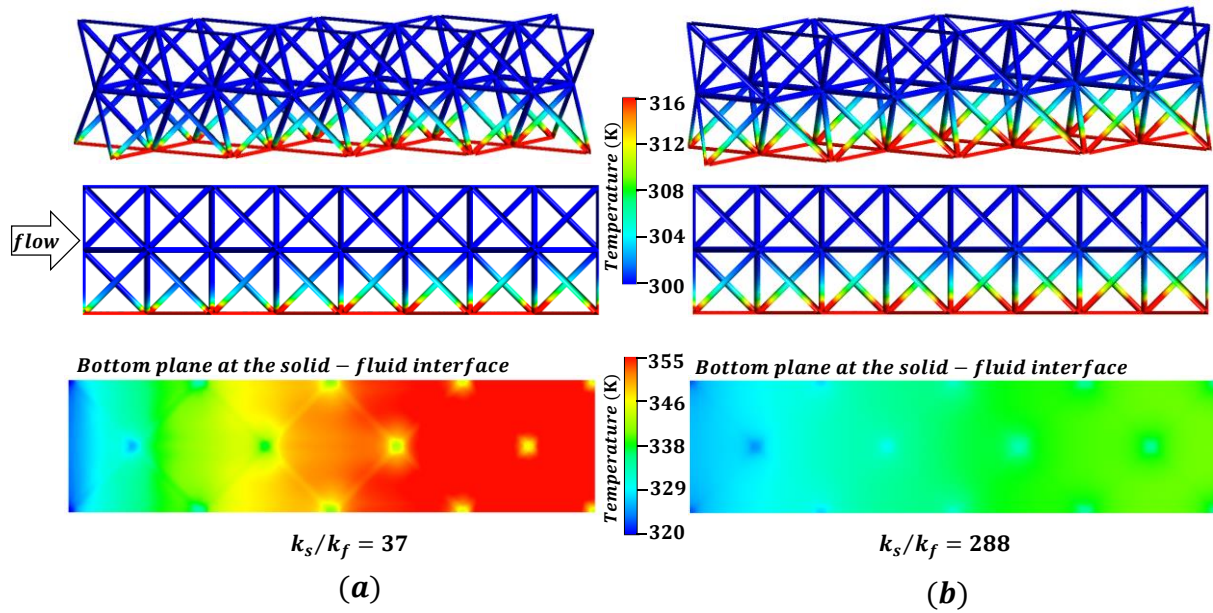 316
312
308
304
300
Temperature (K)
flow
Bottom plane at the solid − fluid interface
Bottom plane at the solid − fluid interface
355
346
338
329
320
Temperature (K)
k_s/k_f = 37
k_s/k_f = 288
(a)
(b)